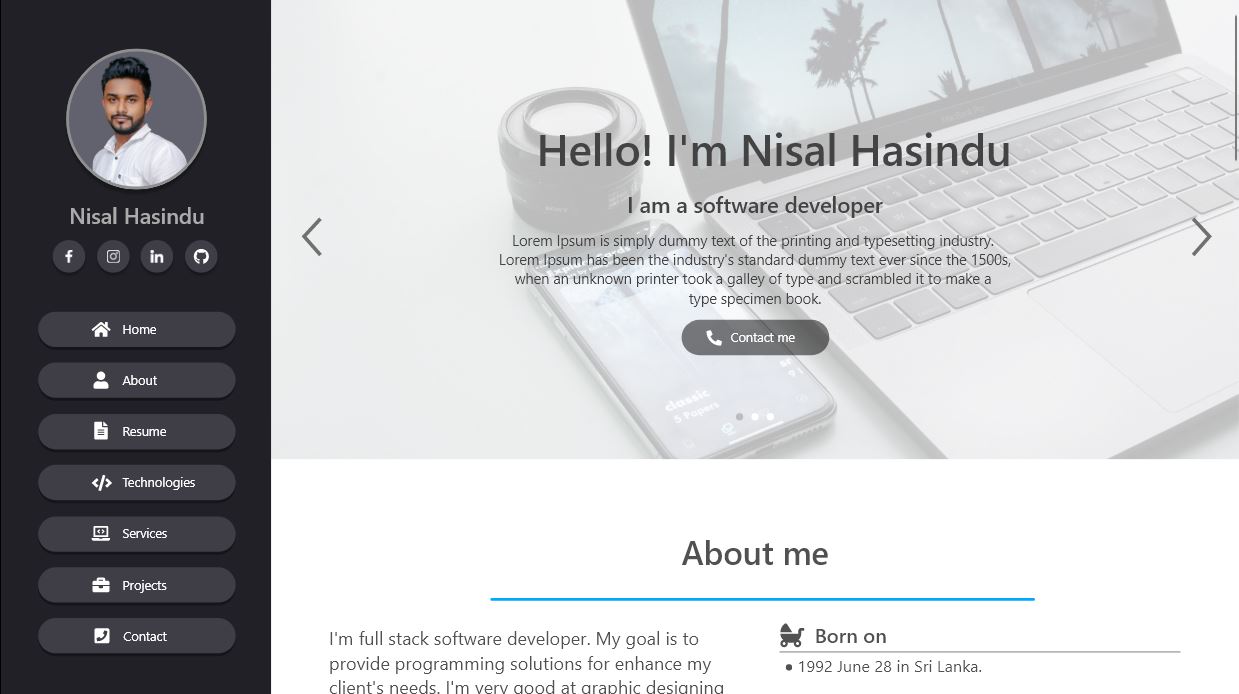 Nisal Hasindu
Home
About
Resume
Technologies
Services
Projects
Contact
Hello! I'm Nisal Hasindu
I am a software developer
Lorem Ipsum is simply dummy text of the printing and typesetting industry.
Lorem Ipsum has been the industry's standard dummy text ever since the 1500s,
when an unknown printer took a galley of type and scrambled it to make a
type specimen book.
Contact me
classic
5 Papers
About me
I'm full stack software developer. My goal is to
provide programming solutions for enhance my
client's needs. I'm very good at graphic designing
Born on
1992 June 28 in Sri Lanka.